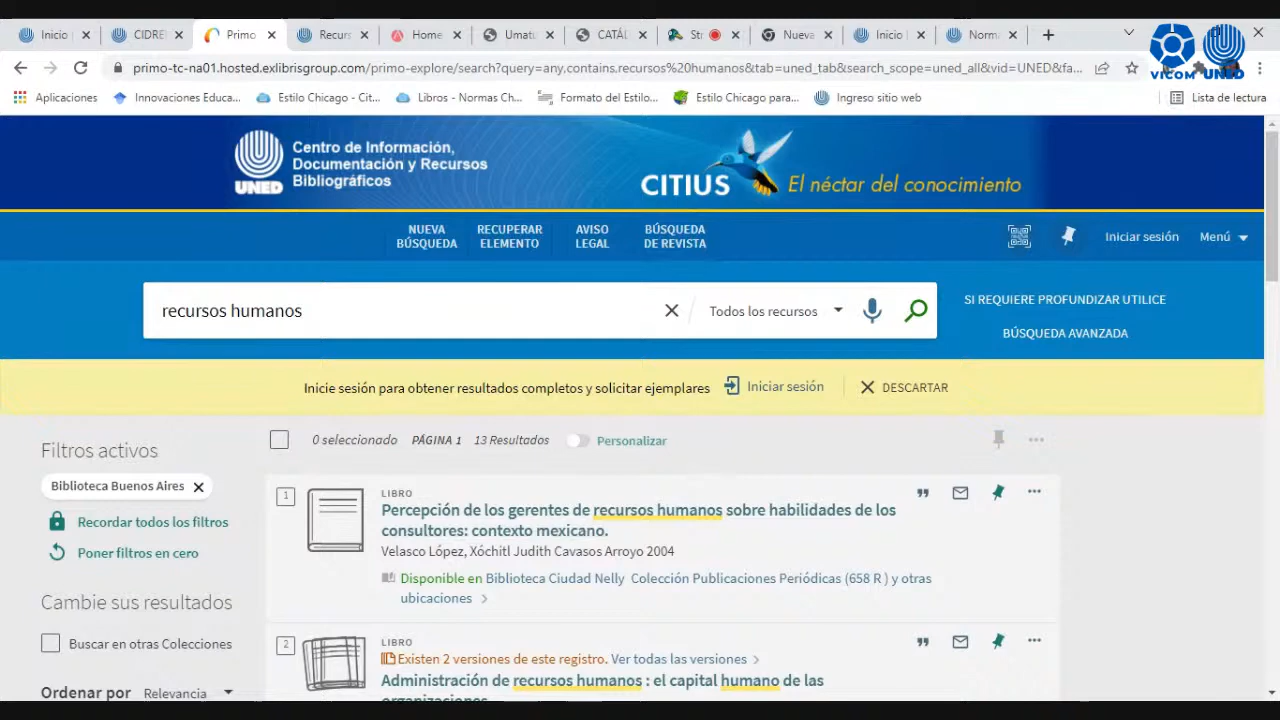 Inicio
CIDRE
Primo
Recurs
Home
Umatu
CATÁL
Str
Nueva
Inicio
Norma
primo-tc-na01.hosted.exlibrisgroup.com/primo-explore/search?query=any,contains,recursos%20humanos&tab=uned_tab&search_scope=uned_all&vid=UNED&fa...
VICOM UNED
Aplicaciones
Innovaciones Educa...
Estilo Chicago - Cit...
Libros - Normas Ch...
Formato del Estilo...
Estilo Chicago para...
Ingreso sitio web
Lista de lectura
UNED
Centro de Información,
Documentación y Recursos
Bibliográficos
CITIUS
El néctar del conocimiento
NUEVA
BÚSQUEDA
RECUPERAR
ELEMENTO
AVISO
LEGAL
BÚSQUEDA
DE REVISTA
Iniciar sesión
Menú
recursos humanos
Todos los recursos
SI REQUIERE PROFUNDIZAR UTILICE
BÚSQUEDA AVANZADA
Inicie sesión para obtener resultados completos y solicitar ejemplares
Iniciar sesión
DESCARTAR
Filtros activos
Biblioteca Buenos Aires
Recordar todos los filtros
Poner filtros en cero
Cambie sus resultados
Buscar en otras Colecciones
Ordenar por Relevancia
0 seleccionado PÁGINA 1 13 Resultados
Personalizar
1
LIBRO
Percepción de los gerentes de recursos humanos sobre habilidades de los
consultores: contexto mexicano.
Velasco López, Xóchitl Judith Cavasos Arroyo 2004
Disponible en Biblioteca Ciudad Nelly Colección Publicaciones Periódicas (658 R ) y otras
ubicaciones
2
LIBRO
Existen 2 versiones de este registro. Ver todas las versiones
Administración de recursos humanos : el capital humano de las
organizaciones